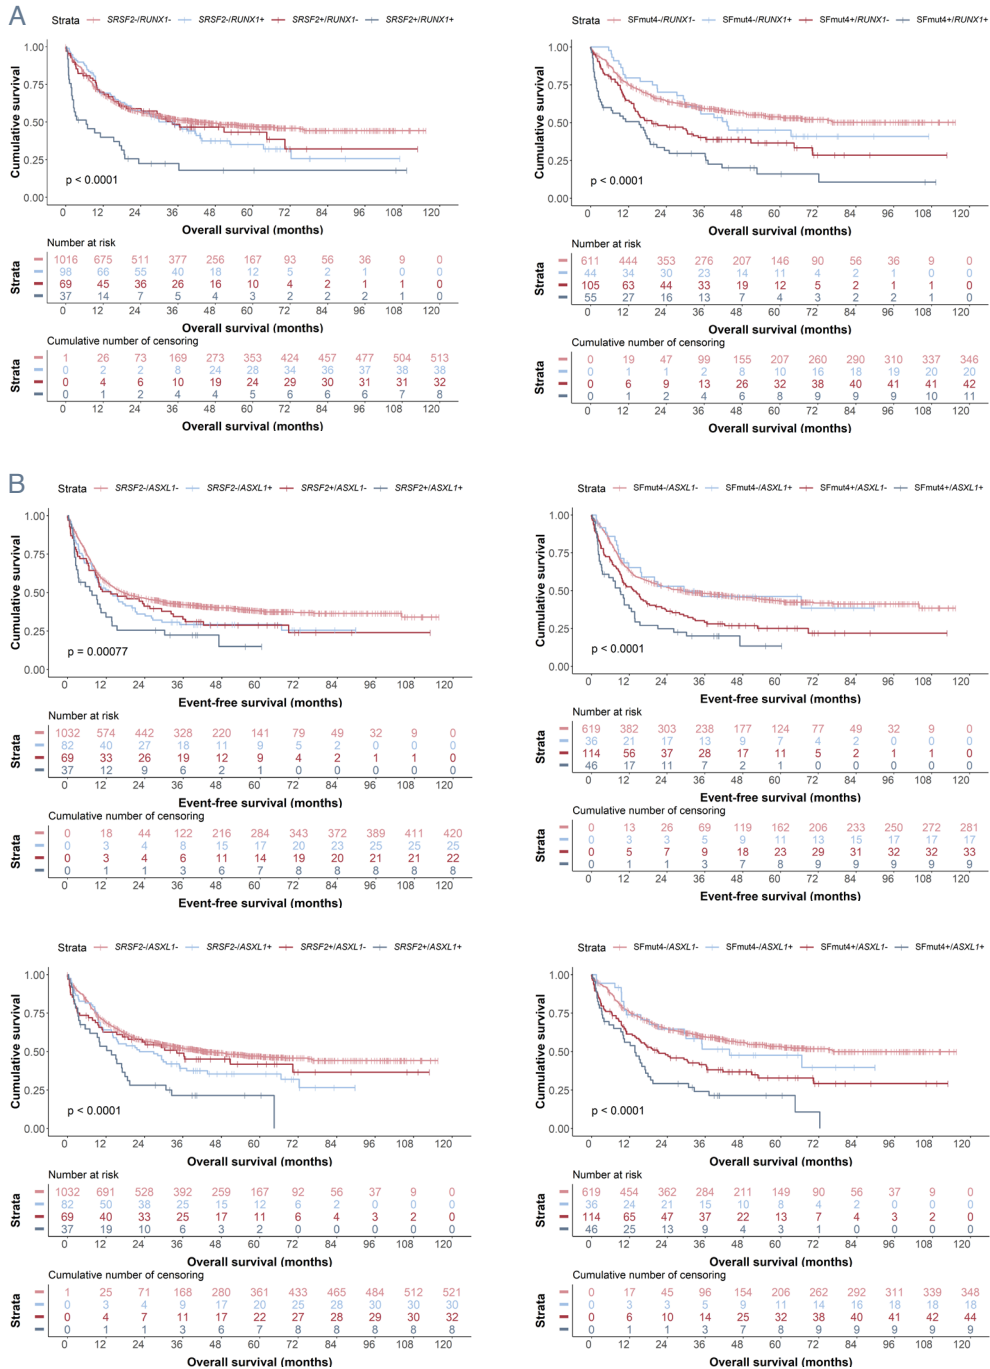 A
Strata SRSF2-/RUNX1- SRSF2-/RUNX1+ SRSF2+/RUNX1- SRSF2+/RUNX1+
Cumulative survival
1.00
0.75
0.50
0.25
0.00
p < 0.0001
0 12 24 36 48 60 72 84 96 108 120
Overall survival (months)
Number at risk
Strata
1016 675 511 377 256 167 93 56 36 9 0
98 66 55 40 18 12 5 2 1 0 0
69 45 36 26 16 10 4 2 1 1 0
37 14 7 5 4 3 2 2 2 1 0
0 12 24 36 48 60 72 84 96 108 120
Overall survival (months)
Cumulative number of censoring
Strata
1 26 73 169 273 353 424 457 477 504 513
0 2 2 8 24 28 34 36 37 38 38
0 4 6 10 19 24 29 30 31 31 32
0 1 2 4 4 5 6 6 6 7 8
0 12 24 36 48 60 72 84 96 108 120
Overall survival (months)
Strata SFmut4-/RUNX1- SFmut4-/RUNX1+ SFmut4+/RUNX1- SFmut4+/RUNX1+
Cumulative survival
1.00
0.75
0.50
0.25
0.00
p < 0.0001
0 12 24 36 48 60 72 84 96 108 120
Overall survival (months)
Number at risk
Strata
611 444 353 276 207 146 90 56 36 9 0
44 34 30 23 14 11 4 2 1 0 0
105 63 44 33 19 12 5 2 1 1 0
55 27 16 13 7 4 3 2 2 1 0
0 12 24 36 48 60 72 84 96 108 120
Overall survival (months)
Cumulative number of censoring
Strata
0 19 47 99 155 207 260 290 310 337 346
0 1 1 2 8 10 16 18 19 20 20
0 6 9 13 26 32 38 40 41 41 42
0 1 2 4 6 8 9 9 9 10 11
0 12 24 36 48 60 72 84 96 108 120
Overall survival (months)
B
Strata SRSF2-/ASXL1- SRSF2-/ASXL1+ SRSF2+/ASXL1- SRSF2+/ASXL1+
Cumulative survival
1.00
0.75
0.50
0.25
0.00
p = 0.00077
0 12 24 36 48 60 72 84 96 108 120
Event-free survival (months)
Number at risk
Strata
1032 574 442 328 220 141 79 49 32 9 0
82 40 27 18 11 9 5 2 0 0 0
69 33 26 19 12 9 4 2 1 1 0
37 12 9 6 2 1 0 0 0 0 0
0 12 24 36 48 60 72 84 96 108 120
Event-free survival (months)
Cumulative number of censoring
Strata
0 18 44 122 216 284 343 372 389 411 420
0 3 4 8 15 17 20 23 25 25 25
0 3 4 6 11 14 19 20 21 21 22
0 1 1 3 6 7 8 8 8 8 8
0 12 24 36 48 60 72 84 96 108 120
Event-free survival (months)
Strata SFmut4-/ASXL1- SFmut4-/ASXL1+ SFmut4+/ASXL1- SFmut4+/ASXL1+
Cumulative survival
1.00
0.75
0.50
0.25
0.00
p < 0.0001
0 12 24 36 48 60 72 84 96 108 120
Event-free survival (months)
Number at risk
Strata
619 382 303 238 177 124 77 49 32 9 0
36 21 17 13 9 7 4 2 0 0 0
114 56 37 28 17 11 5 2 1 1 0
46 17 11 7 2 1 0 0 0 0 0
0 12 24 36 48 60 72 84 96 108 120
Event-free survival (months)
Cumulative number of censoring
Strata
0 13 26 69 119 162 206 233 250 272 281
0 3 3 5 9 11 13 15 17 17 17
0 5 7 9 18 23 29 31 32 32 33
0 1 1 3 7 8 9 9 9 9 9
0 12 24 36 48 60 72 84 96 108 120
Event-free survival (months)
Strata SRSF2-/ASXL1- SRSF2-/ASXL1+ SRSF2+/ASXL1- SRSF2+/ASXL1+
Cumulative survival
1.00
0.75
0.50
0.25
0.00
p < 0.0001
0 12 24 36 48 60 72 84 96 108 120
Overall survival (months)
Number at risk
Strata
1032 691 528 392 259 167 92 56 37 9 0
82 50 38 25 15 12 6 2 0 0 0
69 40 33 25 17 11 6 4 3 2 0
37 19 10 6 3 2 0 0 0 0 0
0 12 24 36 48 60 72 84 96 108 120
Overall survival (months)
Cumulative number of censoring
Strata
1 25 71 168 280 361 433 465 484 512 521
0 3 4 9 17 20 25 28 30 30 30
0 4 7 11 17 22 27 28 29 30 32
0 1 1 3 6 7 8 8 8 8 8
0 12 24 36 48 60 72 84 96 108 120
Overall survival (months)
Strata SFmut4-/ASXL1- SFmut4-/ASXL1+ SFmut4+/ASXL1- SFmut4+/ASXL1+
Cumulative survival
1.00
0.75
0.50
0.25
0.00
p < 0.0001
0 12 24 36 48 60 72 84 96 108 120
Overall survival (months)
Number at risk
Strata
619 454 362 284 211 149 90 56 37 9 0
36 24 21 15 10 8 4 2 0 0 0
114 65 47 37 22 13 7 4 3 2 0
46 25 13 9 4 3 1 0 0 0 0
0 12 24 36 48 60 72 84 96 108 120
Overall survival (months)
Cumulative number of censoring
Strata
0 17 45 96 154 206 262 292 311 339 348
0 3 3 5 9 11 14 16 18 18 18
0 6 10 14 25 32 38 40 41 42 44
0 1 1 3 7 8 9 9 9 9 9
0 12 24 36 48 60 72 84 96 108 120
Overall survival (months)